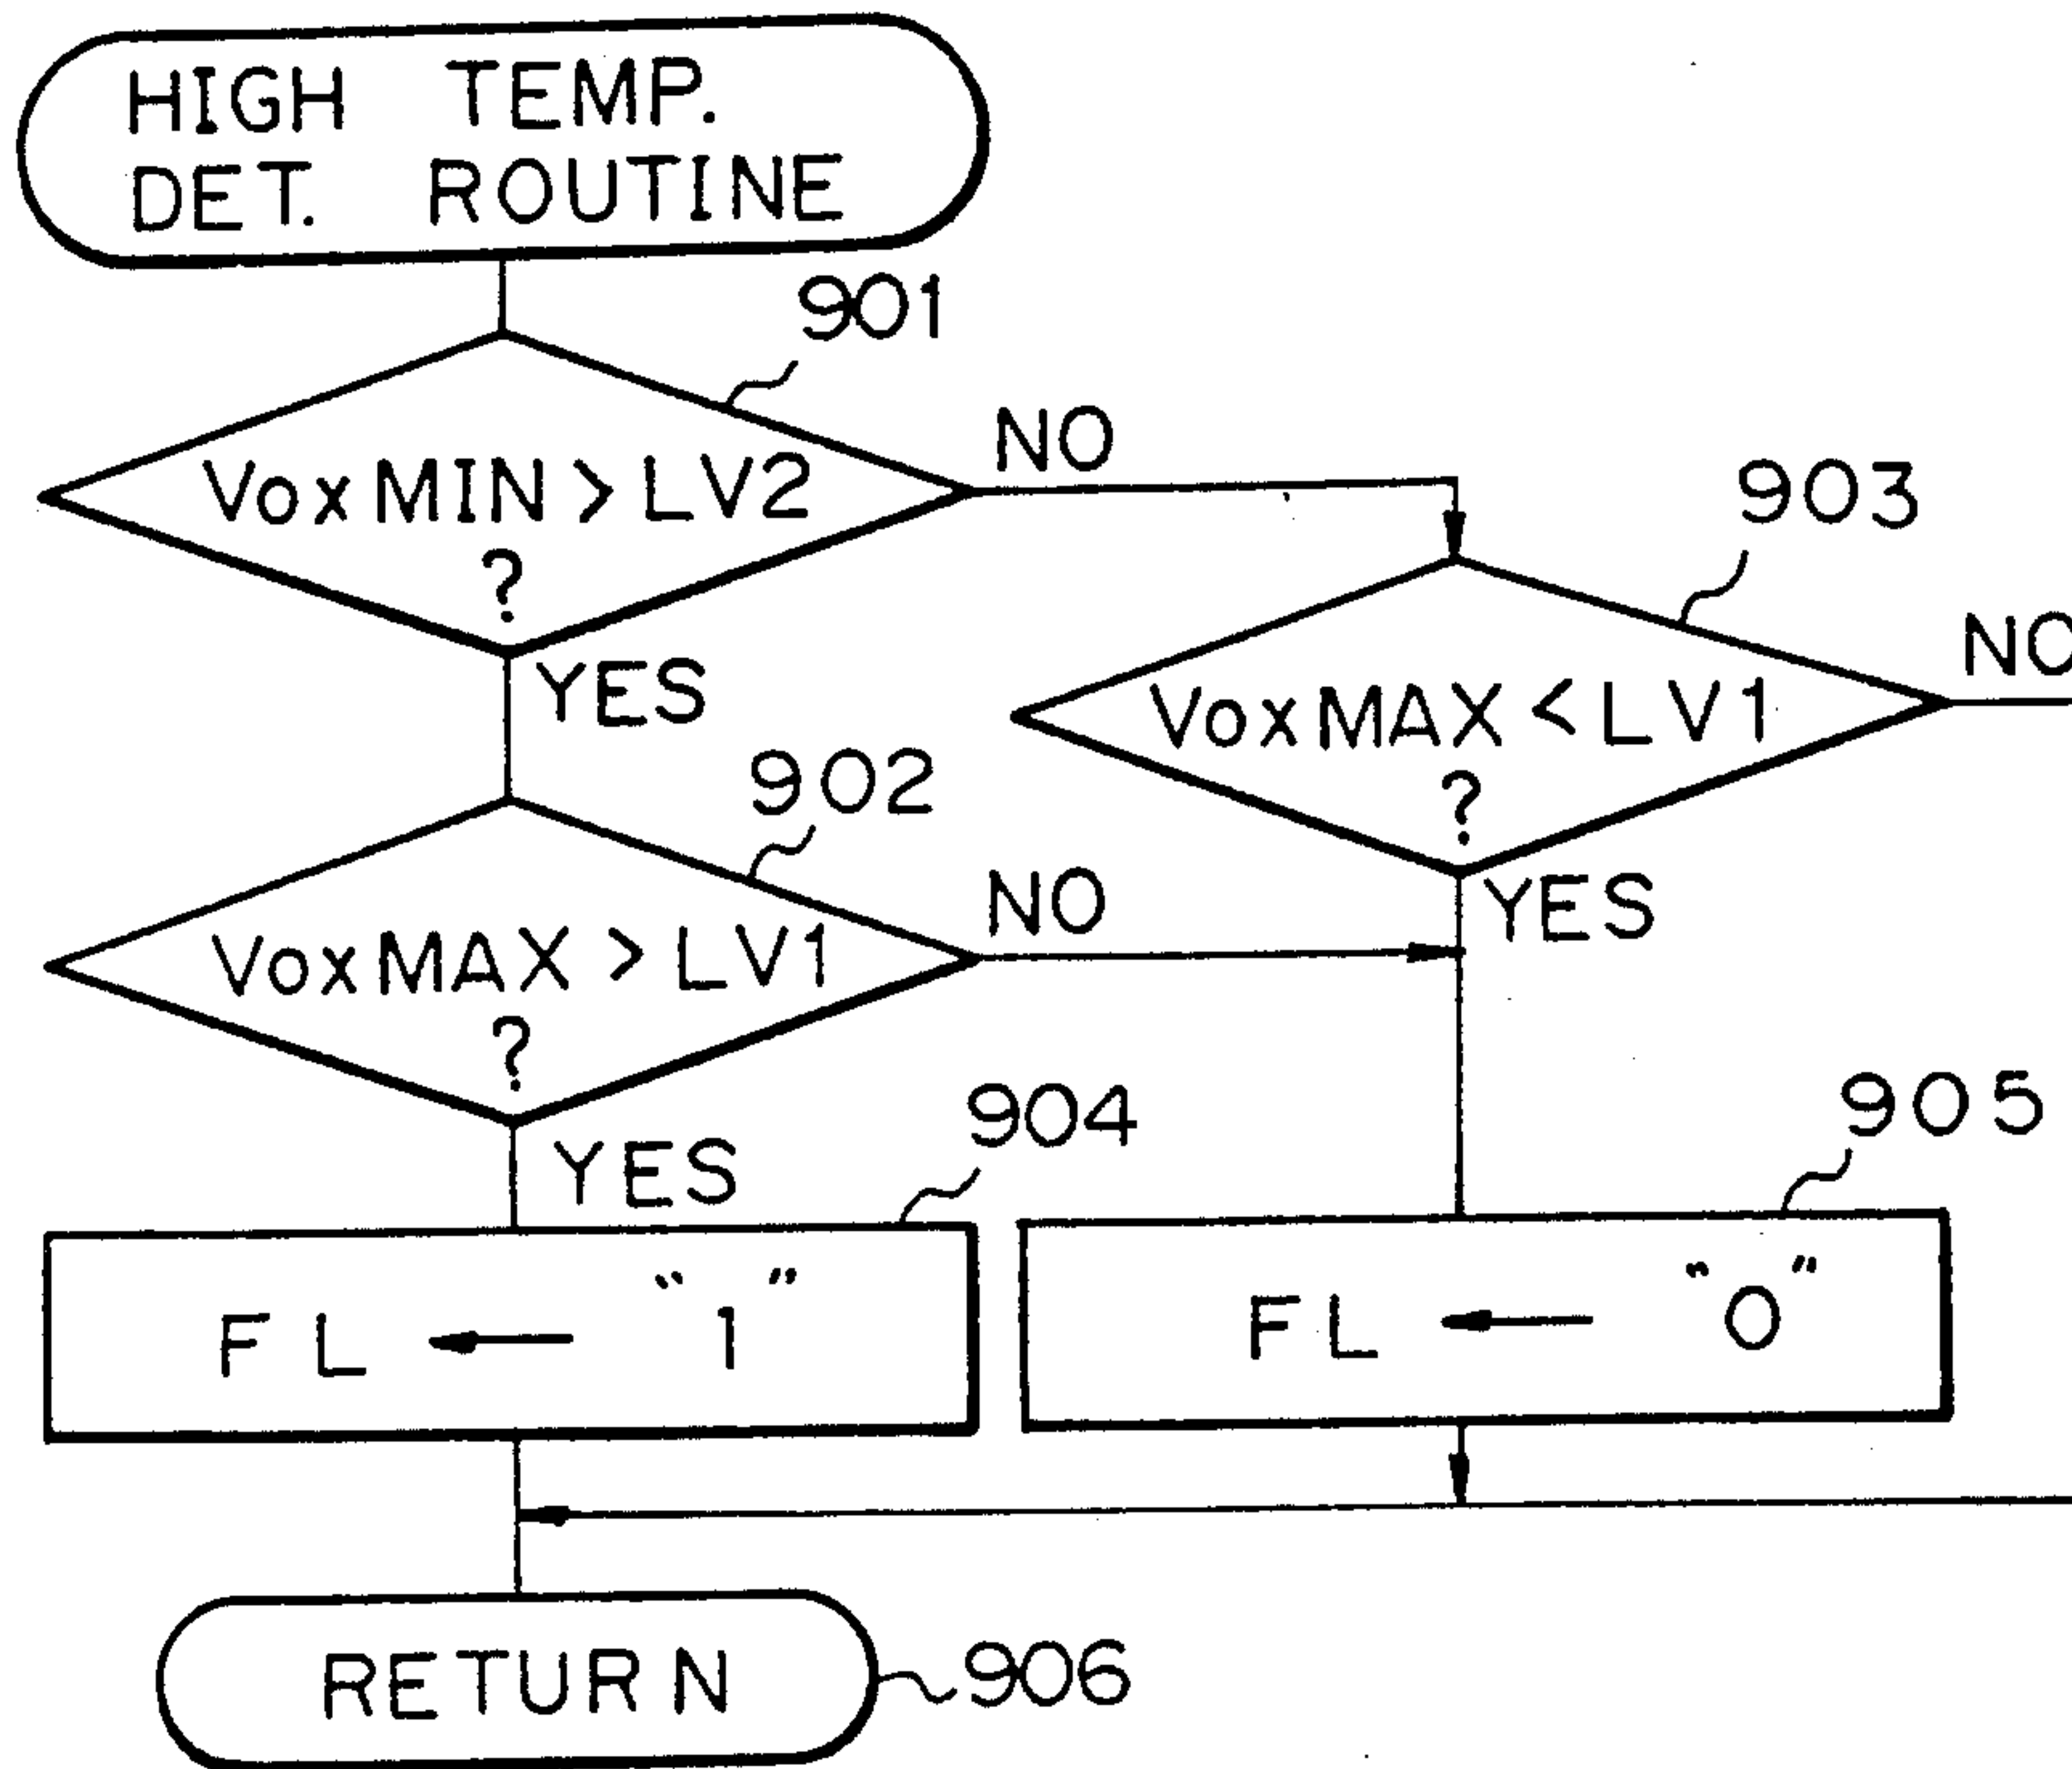 HIGH TEMP.
DET. ROUTINE
901
VoxMIN > LV2
?
NO
YES
903
VoxMAX < LV1
?
NO
YES
902
VoxMAX > LV1
?
NO
YES
904
FL ← "1"
905
FL ← "0"
RETURN
906